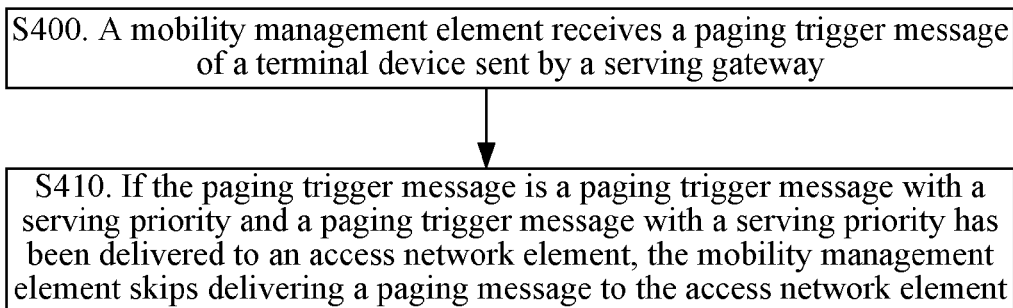 S400. A mobility management element receives a paging trigger message
of a terminal device sent by a serving gateway
S410. If the paging trigger message is a paging trigger message with a
serving priority and a paging trigger message with a serving priority has
been delivered to an access network element, the mobility management
element skips delivering a paging message to the access network element